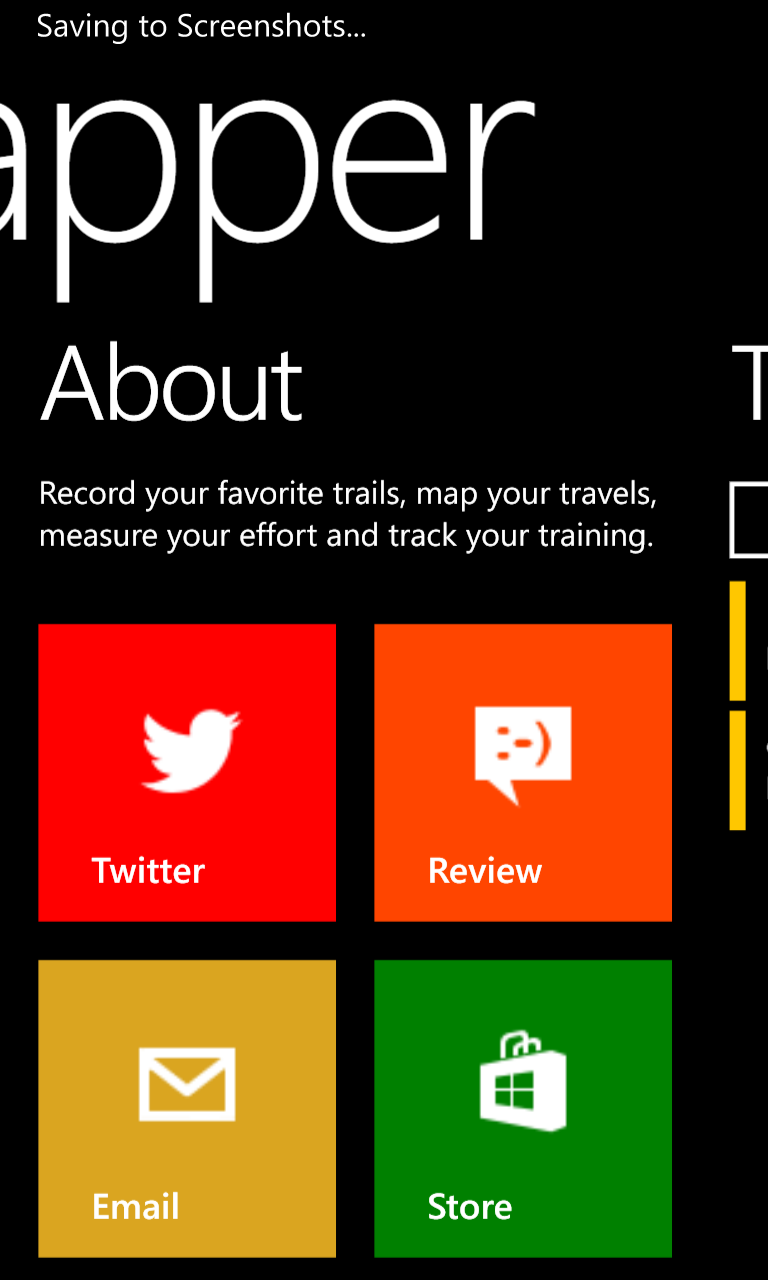 Saving to Screenshots...
apper
About
T
Record your favorite trails, map your travels,
measure your effort and track your training.
:-)
Twitter
Review
Email
Store